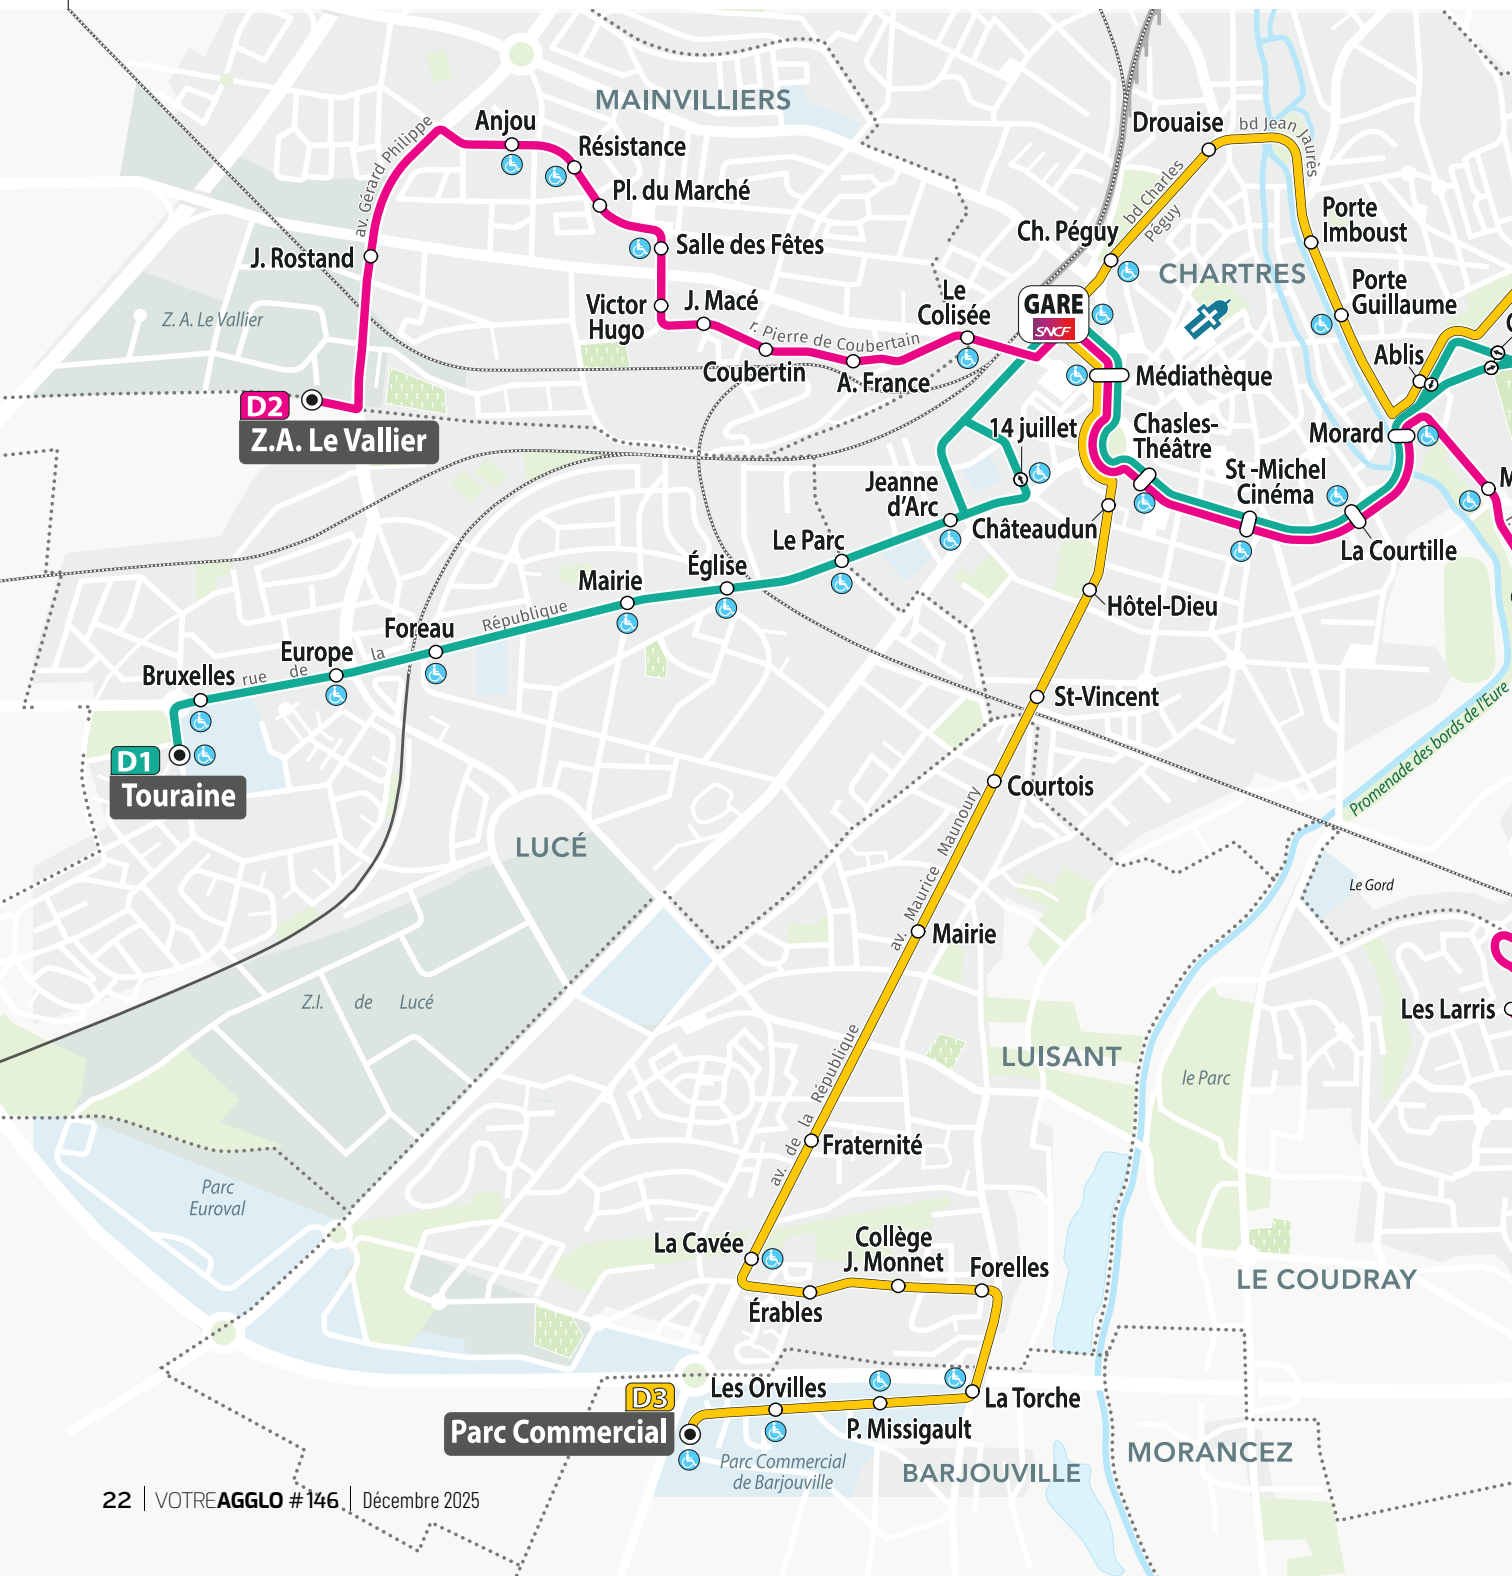 MAINVILLIERS
Anjou
Résistance
Pl. du Marché
Salle des Fêtes
av. Gérard Philippe
J. Rostand
Z. A. Le Vallier
Victor
Hugo
J. Macé
r. Pierre de Coubertin
Coubertin
A. France
Le
Colisée
D2
Z.A. Le Vallier
Drouaise
bd Jean Jaurès
bd Charles
Péguy
Ch. Péguy
CHARTRES
Porte
Imboust
Porte
Guillaume
GARE
SNCF
Médiathèque
Ablis
Morard
14 juillet
Chasles-
Théâtre
St -Michel
Cinéma
La Courtille
Jeanne
d'Arc
Châteaudun
Le Parc
Église
Mairie
Hôtel-Dieu
République
Foreau
la
Europe
de
rue
Bruxelles
D1
Touraine
St-Vincent
Courtois
Promenade des bords de l'Eure
LUCÉ
av. Maurice Maunoury
Le Gord
Mairie
Z.I. de Lucé
Les Larris
LUISANT
le Parc
av. de la République
Fraternité
Parc
Euroval
La Cavée
Collège
J. Monnet
Forelles
Érables
LE COUDRAY
D3
Parc Commercial
Les Orvilles
La Torche
P. Missigault
Parc Commercial
de Barjouville
BARJOUVILLE
MORANCEZ
22 | VOTREAGGLO # 146 | Décembre 2025